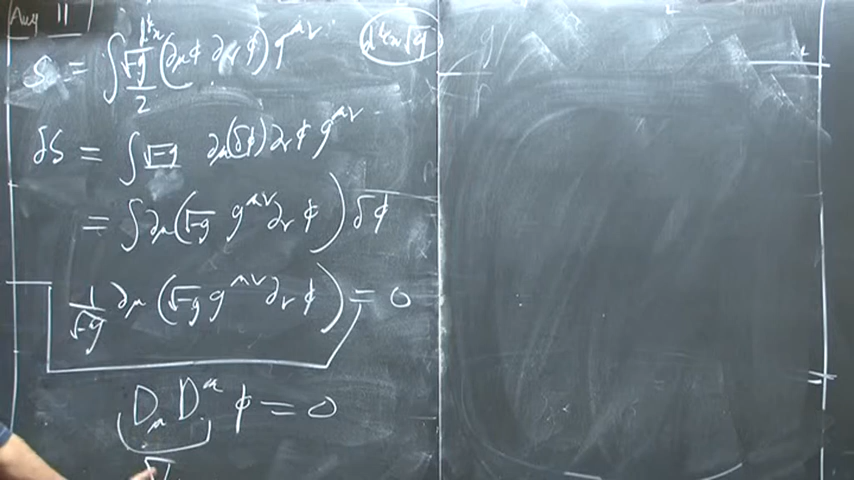 Aug 11
S = ∫ d⁴x √-g/2 (∂μφ ∂νφ) g^μν
d⁴x √-g
δS = ∫ √-g ∂μ(δφ) ∂νφ g^μν
= ∫ ∂μ(√-g g^μν ∂νφ) δφ
1/√-g ∂μ(√-g g^μν ∂νφ) = 0
Dμ D^μ φ = 0